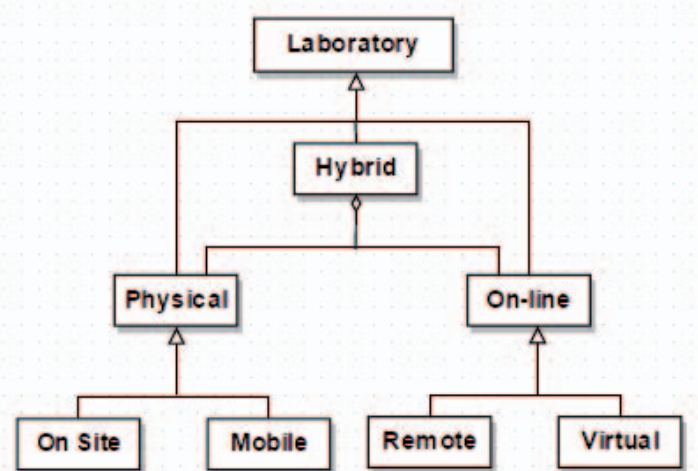 Laboratory
Hybrid
Physical
On-line
On Site
Mobile
Remote
Virtual